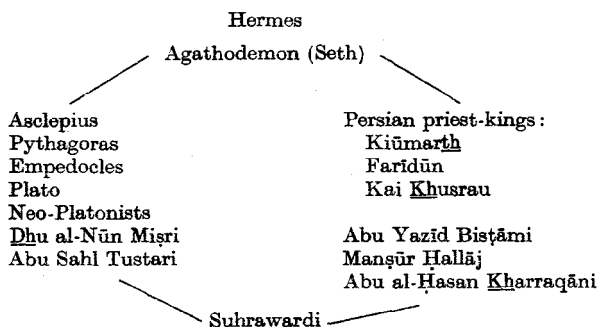 Hermes
Agathodemon (Seth)
Asclepius
Pythagoras
Empedocles
Plato
Neo-Platonists
Dhu al-Nūn Miṣri
Abu Sahl Tustari
Persian priest-kings:
Kiūmarth
Farīdūn
Kai Khusrau
Abu Yazīd Bisṭāmi
Manṣūr Ḥallāj
Abu al-Ḥasan Kharraqāni
Suhrawardi